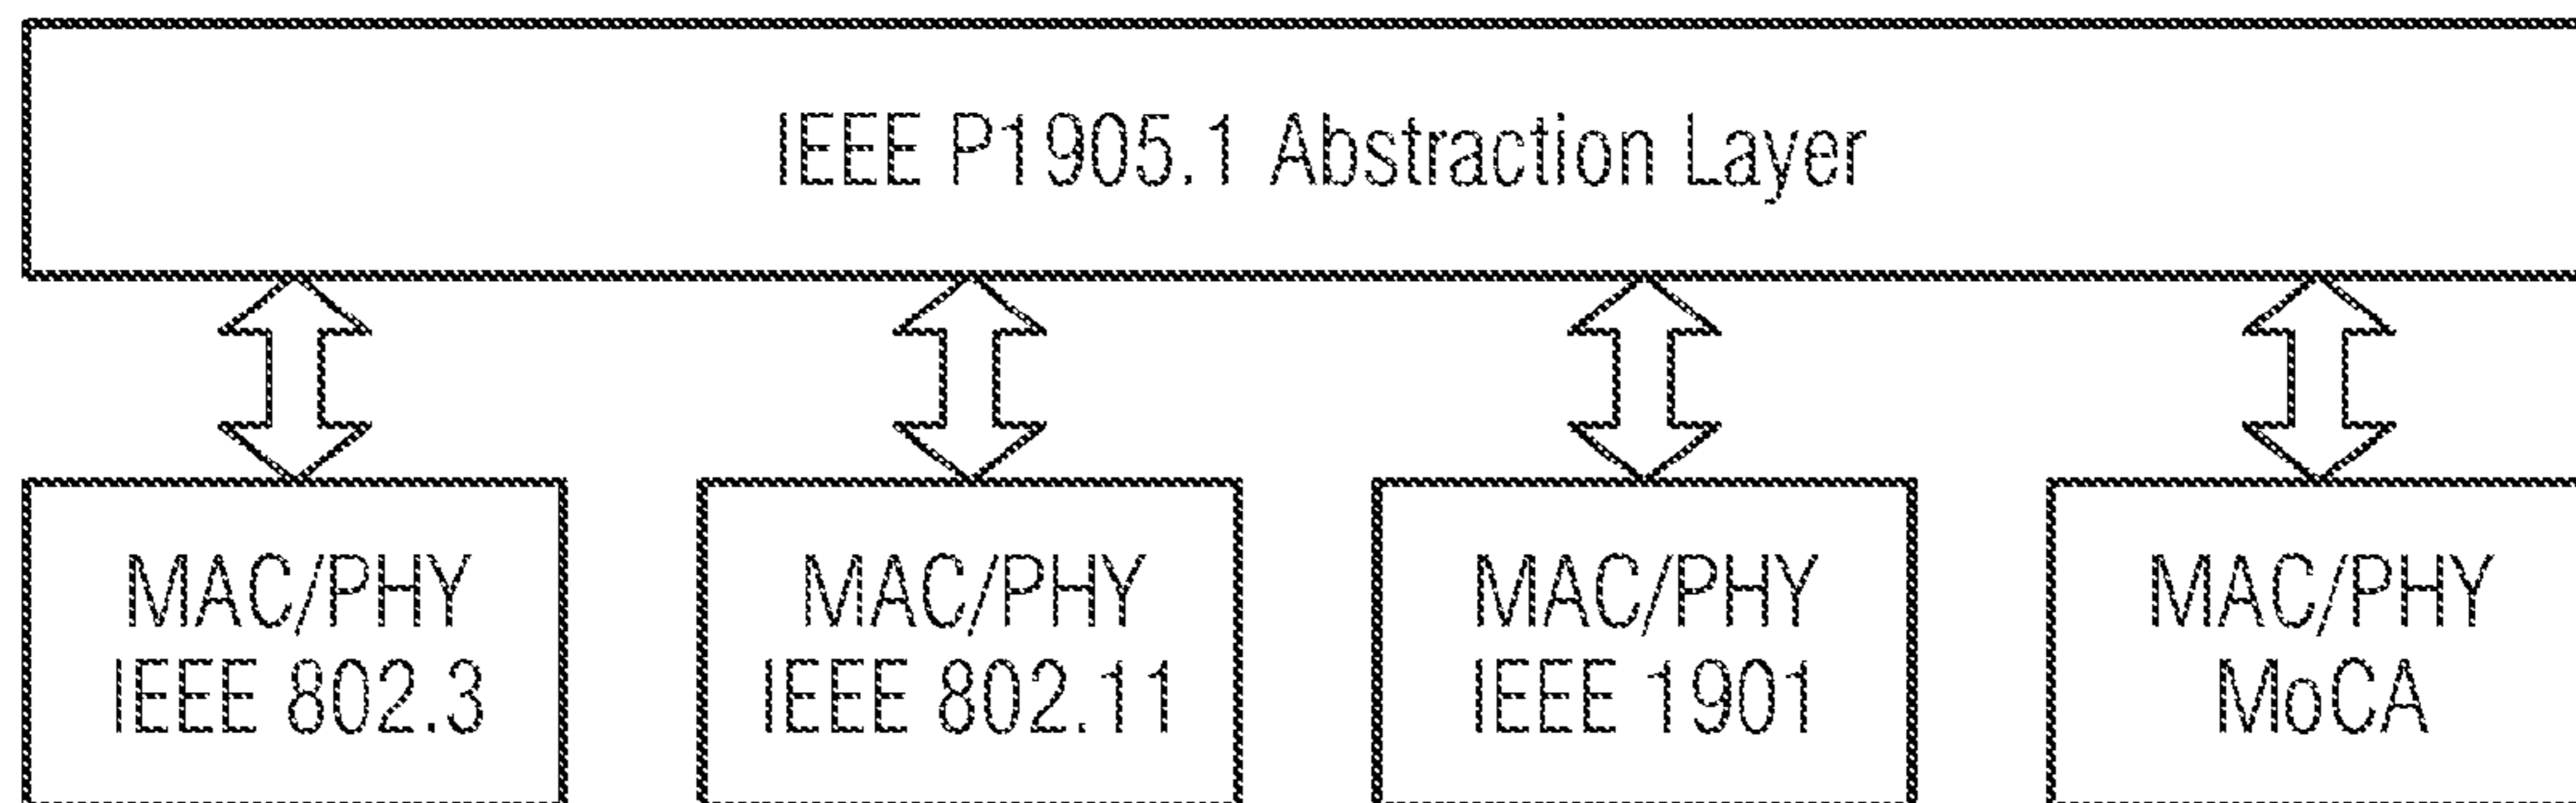 IEEE P1905.1 Abstraction Layer
MAC/PHY
IEEE 802.3
MAC/PHY
IEEE 802.11
MAC/PHY
IEEE 1901
MAC/PHY
MoCA